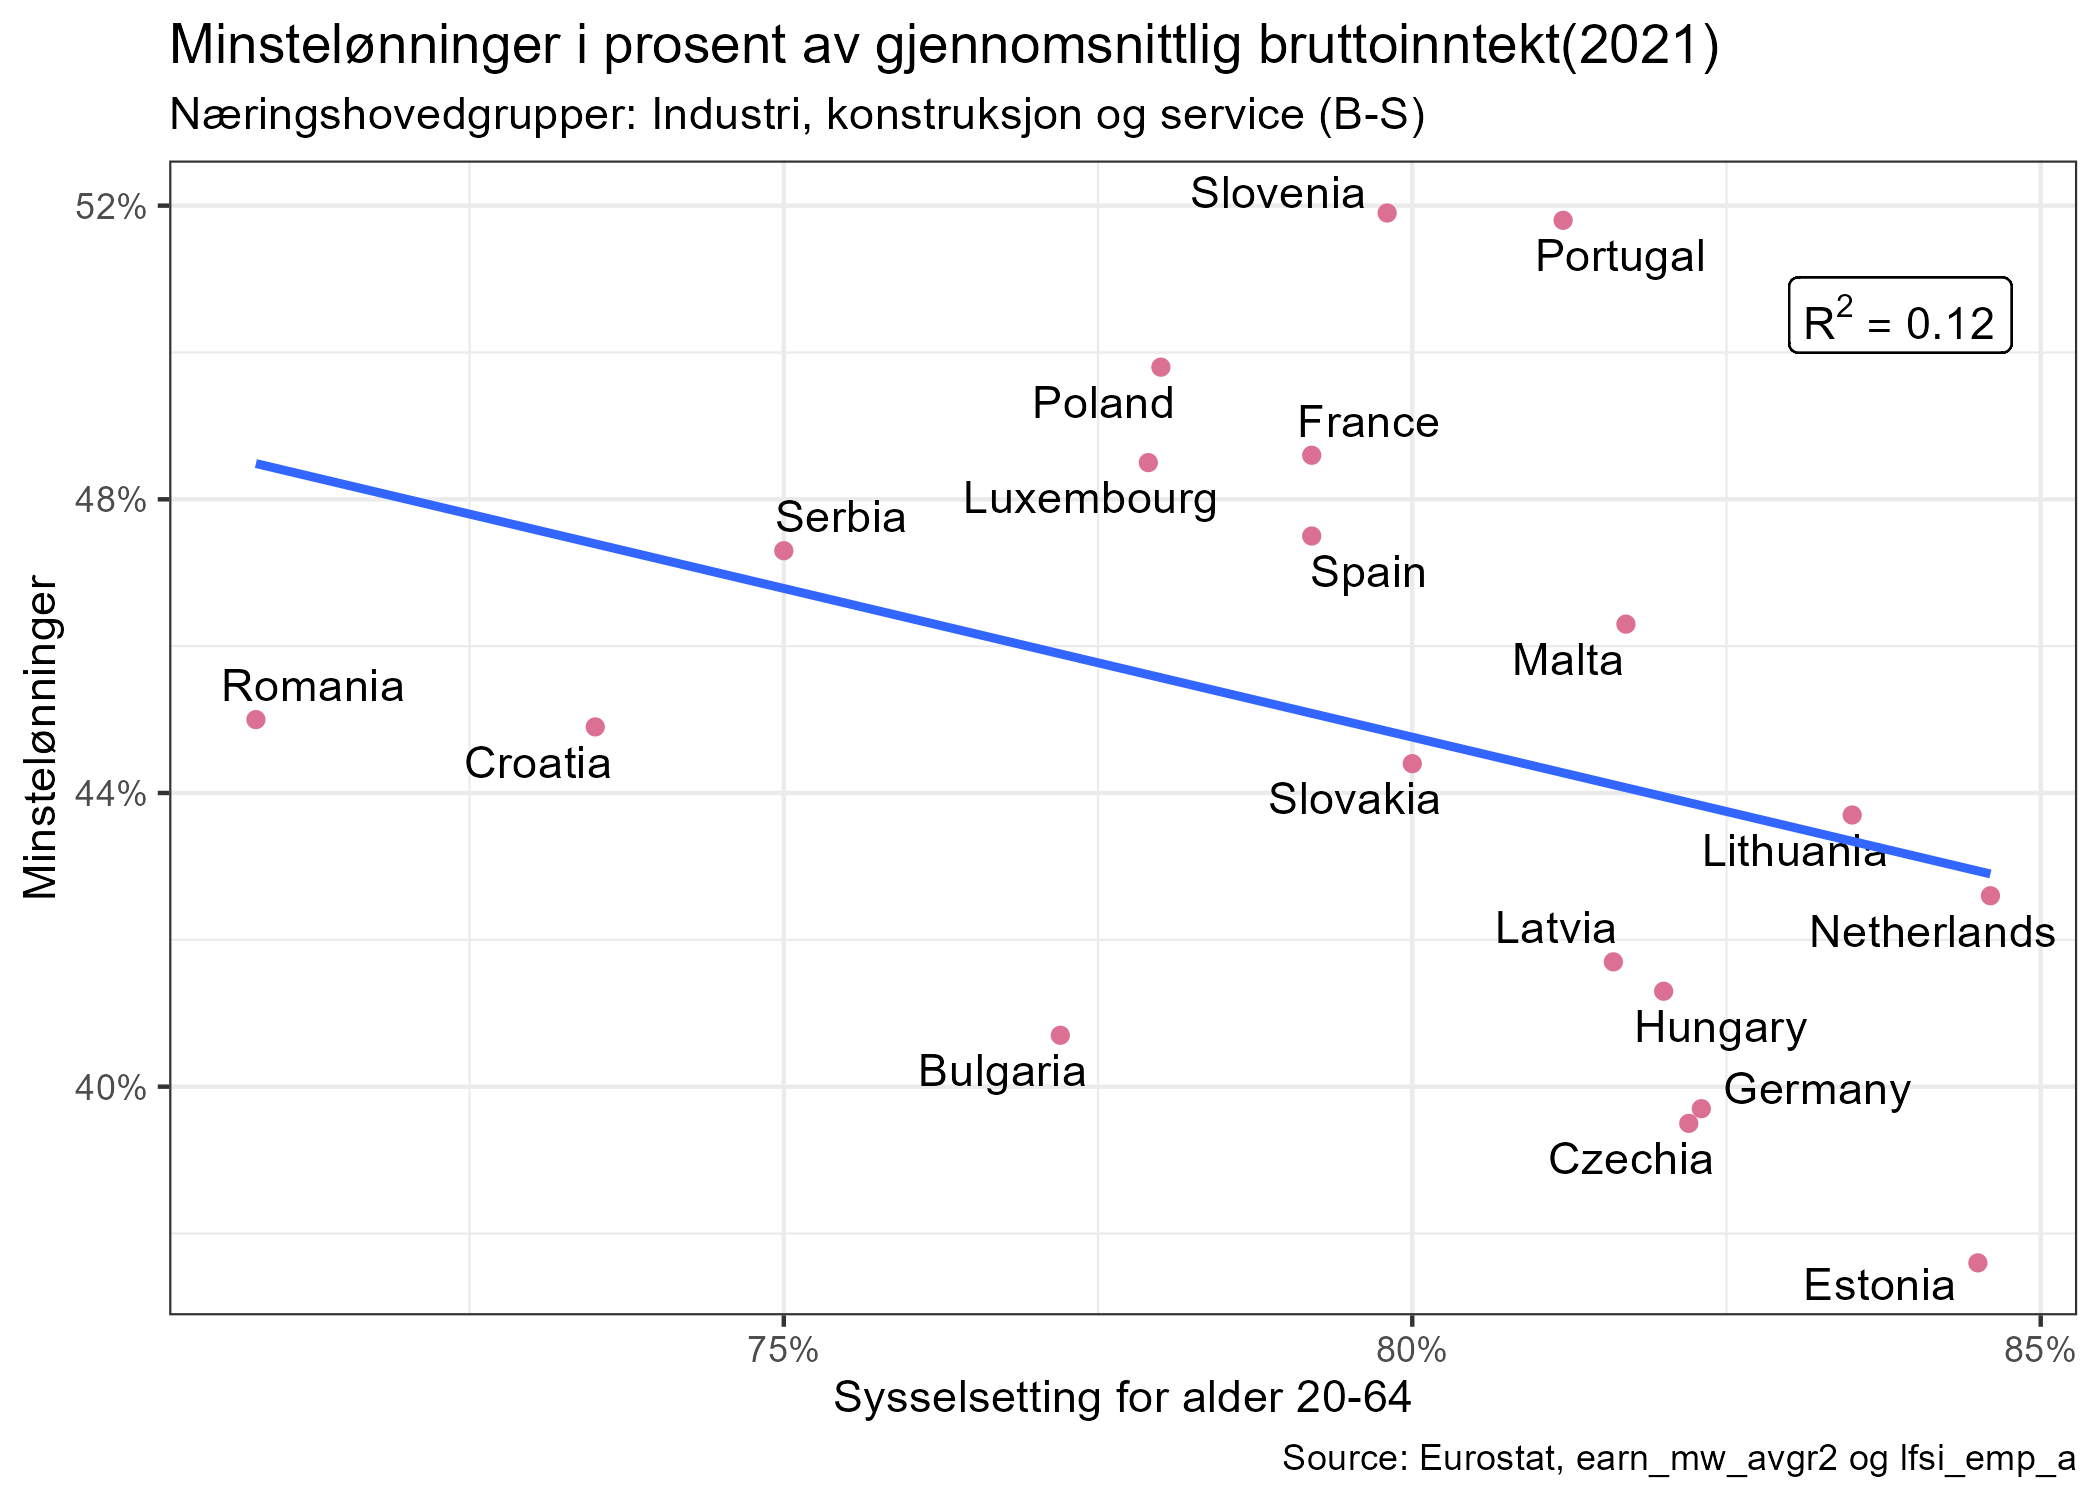 Minstelønninger i prosent av gjennomsnittlig bruttoinntekt(2021)
Næringshovedgrupper: Industri, konstruksjon og service (B-S)
52%
48%
44%
40%
Minstelønninger
Slovenia
Portugal
R² = 0.12
Poland
France
Luxembourg
Serbia
Spain
Malta
Romania
Croatia
Slovakia
Lithuania
Latvia
Netherlands
Hungary
Bulgaria
Germany
Czechia
Estonia
75%
80%
85%
Sysselsetting for alder 20-64
Source: Eurostat, earn_mw_avgr2 og lfsi_emp_a